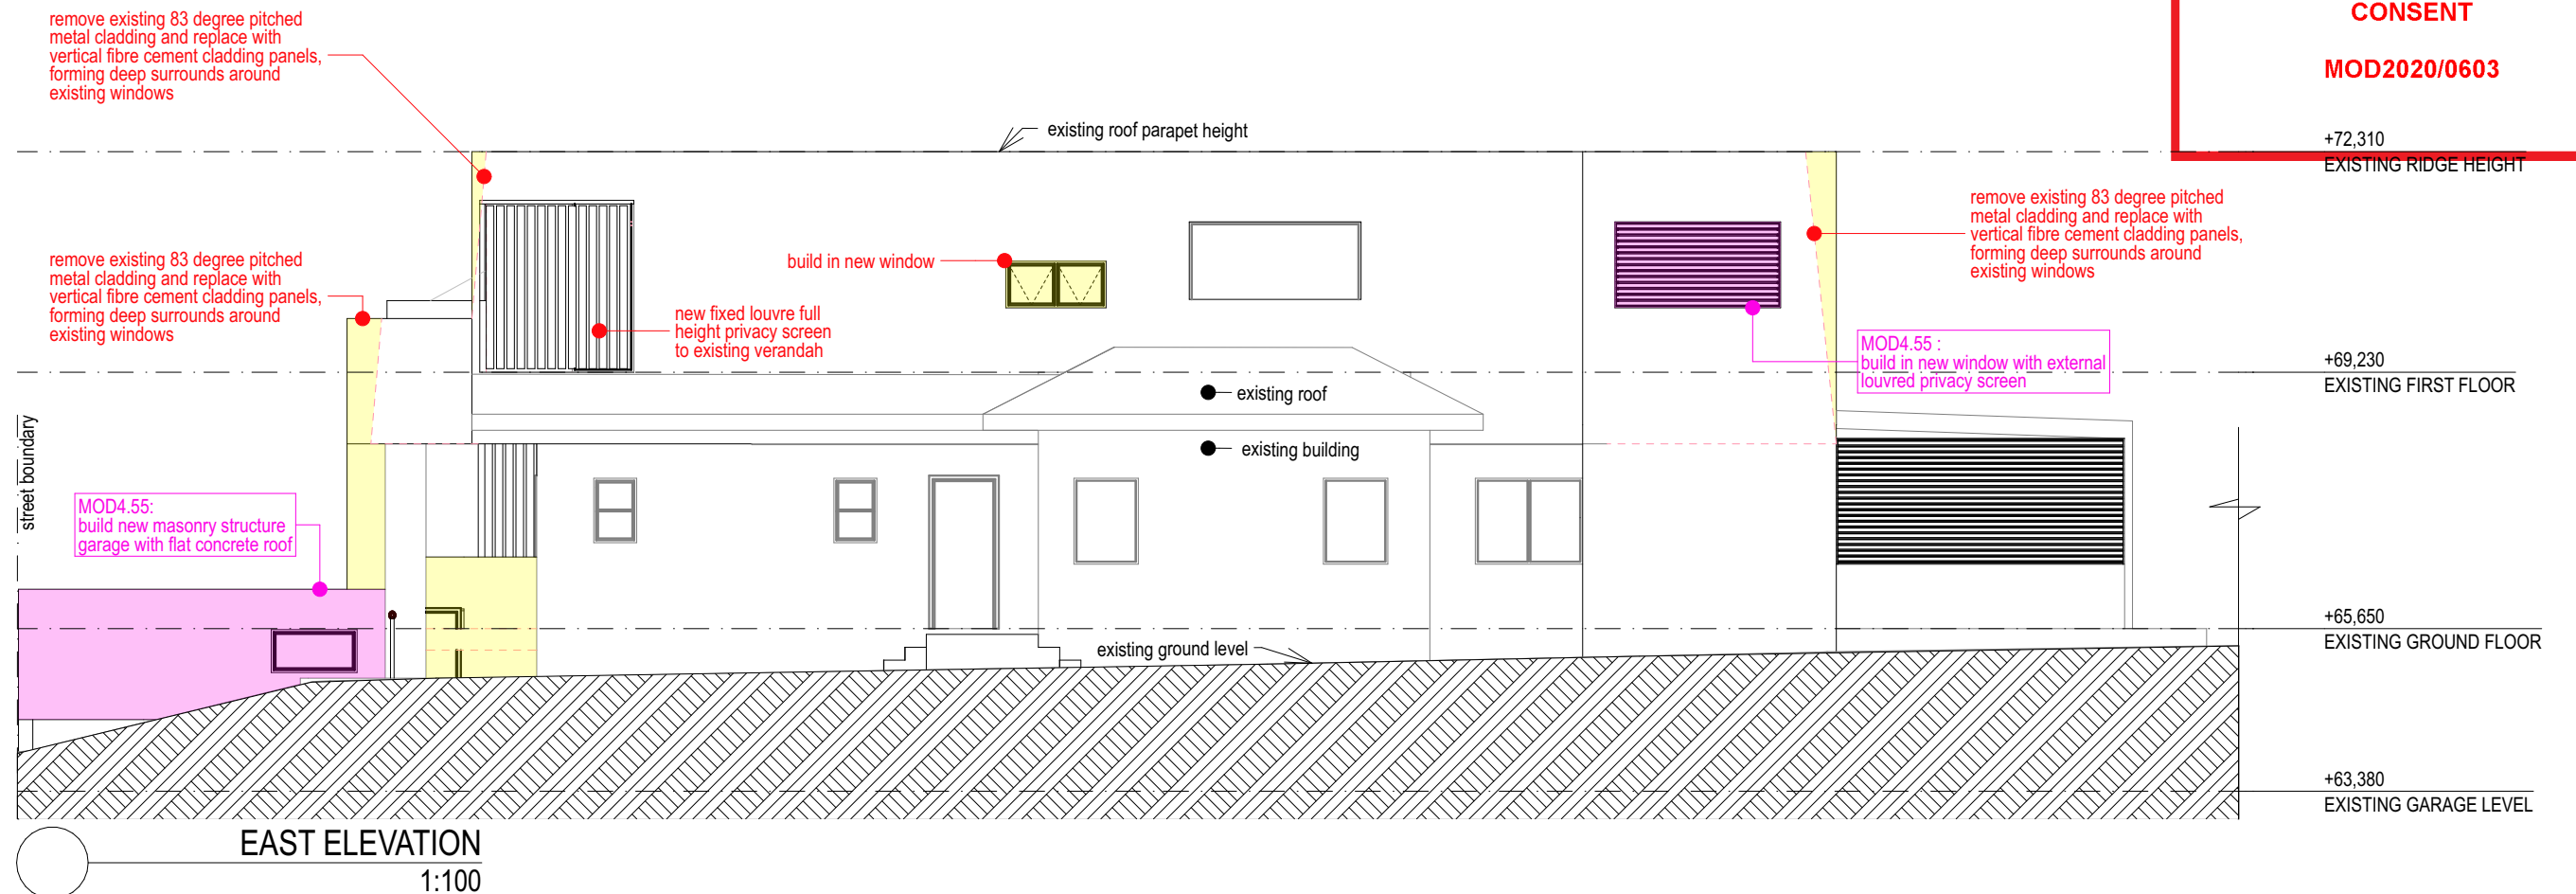 remove existing 83 degree pitched
metal cladding and replace with
vertical fibre cement cladding panels,
forming deep surrounds around
existing windows
CONSENT
MOD2020/0603
existing roof parapet height
+72,310
EXISTING RIDGE HEIGHT
remove existing 83 degree pitched
metal cladding and replace with
vertical fibre cement cladding panels,
forming deep surrounds around
existing windows
remove existing 83 degree pitched
metal cladding and replace with
vertical fibre cement cladding panels,
forming deep surrounds around
existing windows
build in new window
new fixed louvre full
height privacy screen
to existing verandah
MOD4.55 :
build in new window with external
louvred privacy screen
+69,230
EXISTING FIRST FLOOR
existing roof
existing building
street boundary
MOD4.55:
build new masonry structure
garage with flat concrete roof
+65,650
EXISTING GROUND FLOOR
existing ground level
+63,380
EXISTING GARAGE LEVEL
EAST ELEVATION
1:100